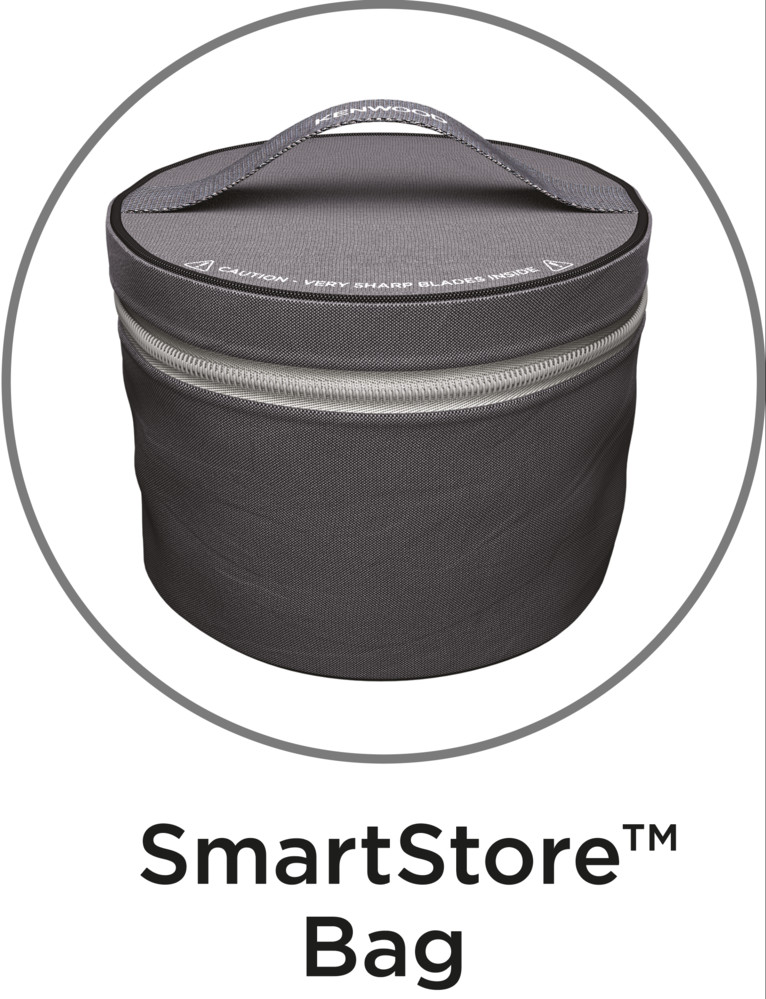 KENWOOD
⚠ CAUTION - VERY SHARP BLADES INSIDE ⚠
SmartStore™
Bag